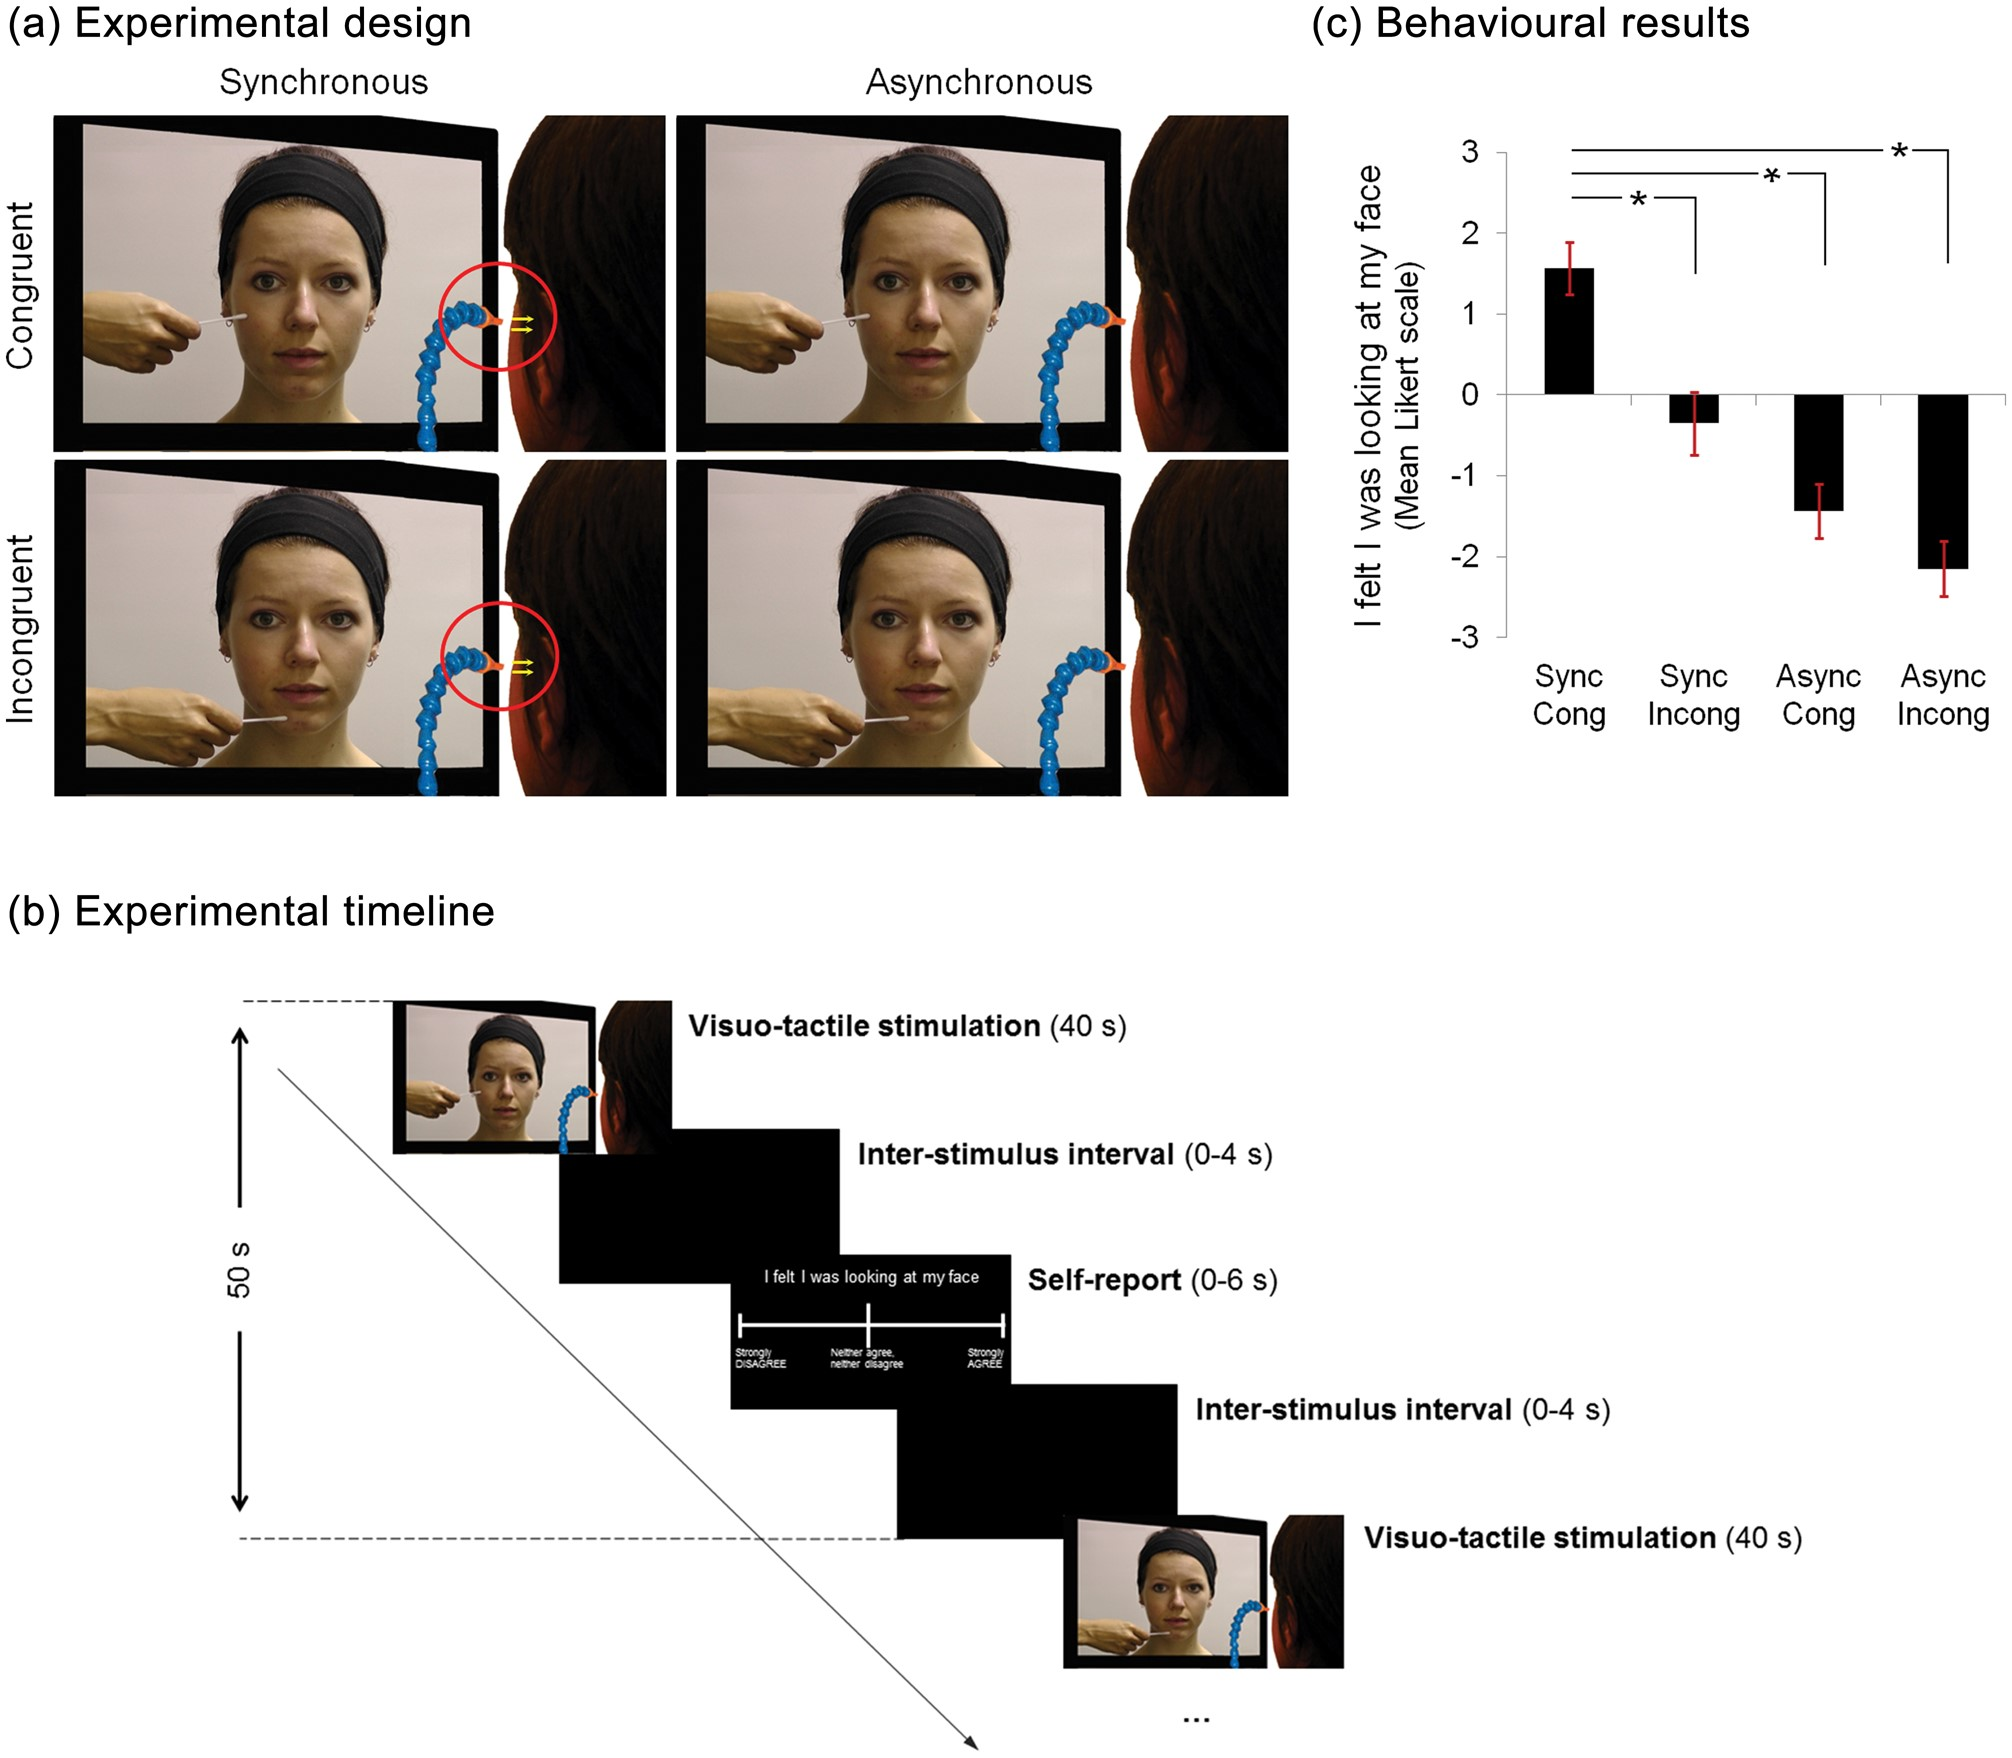 (a) Experimental design
Synchronous
Asynchronous
Congruent
Incongruent
(c) Behavioural results
I felt I was looking at my face
(Mean Likert scale)
3
2
1
0
-1
-2
-3
*
*
*
Sync
Cong
Sync
Incong
Async
Cong
Async
Incong
(b) Experimental timeline
50 s
Visuo-tactile stimulation (40 s)
Inter-stimulus interval (0-4 s)
I felt I was looking at my face
Strongly
DISAGREE
Neither agree,
neither disagree
Strongly
AGREE
Self-report (0-6 s)
Inter-stimulus interval (0-4 s)
Visuo-tactile stimulation (40 s)
...